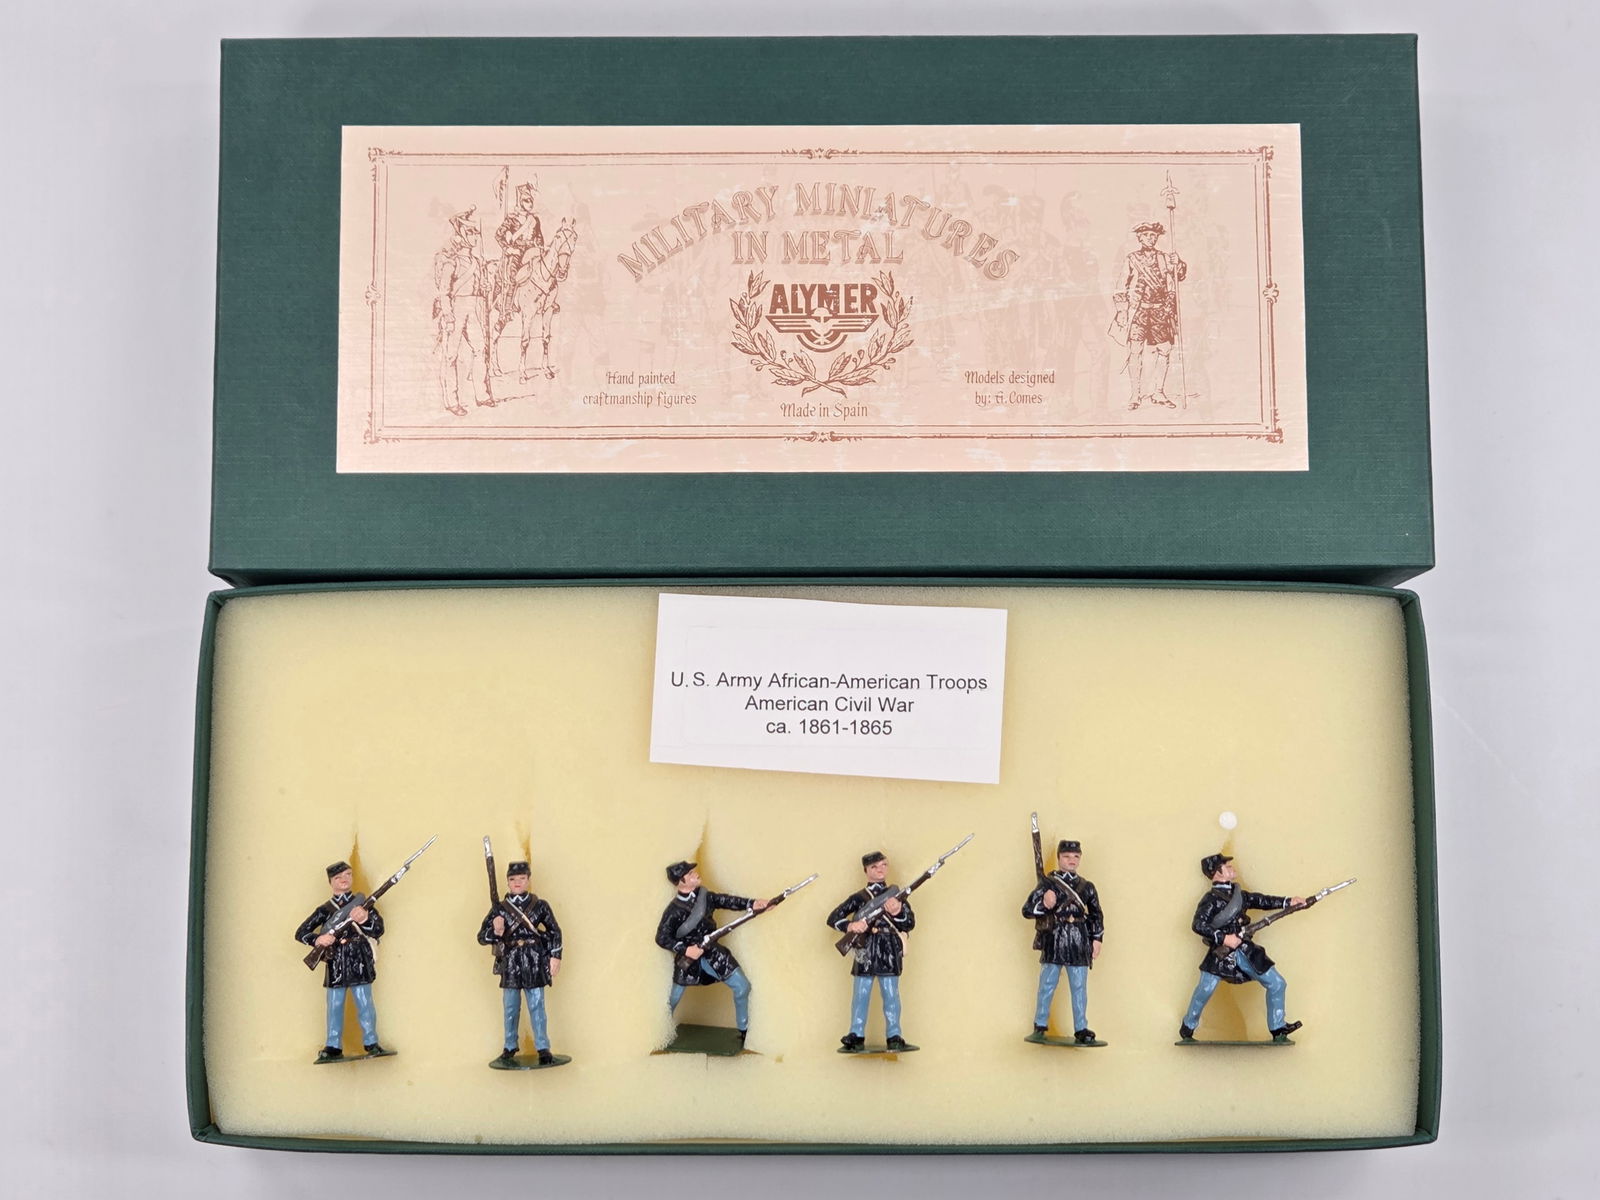 MILITARY MINIATURES
IN METAL
ALYMER
Hand painted
craftmanship figures
Made in Spain
Models designed
by: G. Comes
U.S. Army African-American Troops
American Civil War
ca. 1861-1865